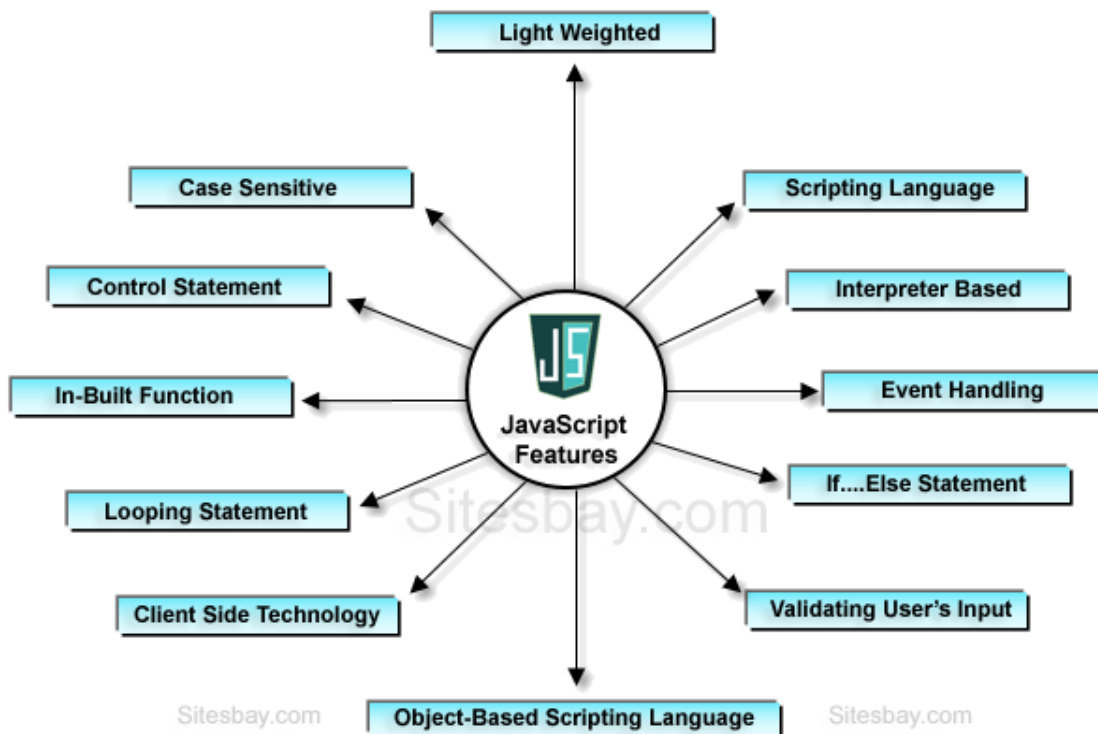 Light Weighted
Case Sensitive
Scripting Language
Control Statement
Interpreter Based
JS
In-Built Function
Event Handling
JavaScript
Features
If....Else Statement
Looping Statement
Sitesbay.com
Client Side Technology
Validating User's Input
Sitesbay.com
Object-Based Scripting Language
Sitesbay.com